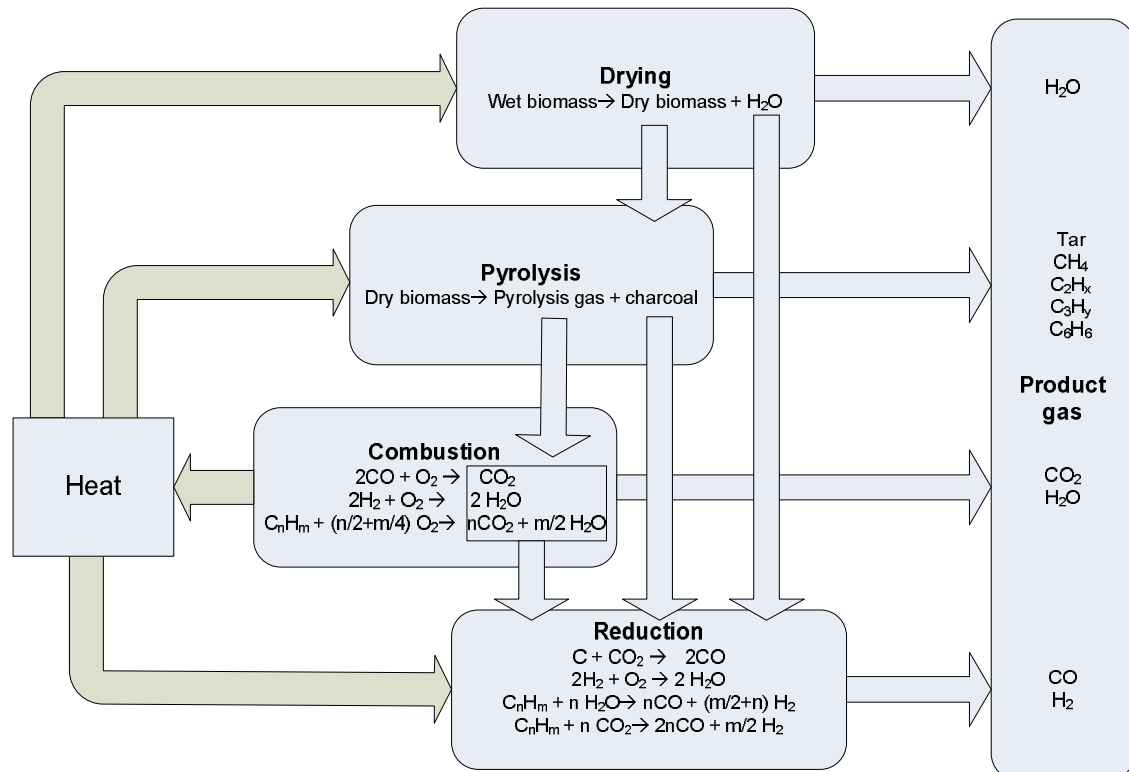 Drying
Wet biomass→ Dry biomass + H₂O
H₂O
Pyrolysis
Dry biomass→ Pyrolysis gas + charcoal
Tar
CH₄
C₂Hₓ
C₃Hᵧ
C₆H₆
Product
gas
Heat
Combustion
2CO + O₂ → CO₂
2H₂ + O₂ → 2 H₂O
CₙHₘ + (n/2+m/4) O₂→ nCO₂ + m/2 H₂O
CO₂
H₂O
Reduction
C + CO₂ → 2CO
2H₂ + O₂ → 2 H₂O
CₙHₘ + n H₂O→ nCO + (m/2+n) H₂
CₙHₘ + n CO₂→ 2nCO + m/2 H₂
CO
H₂